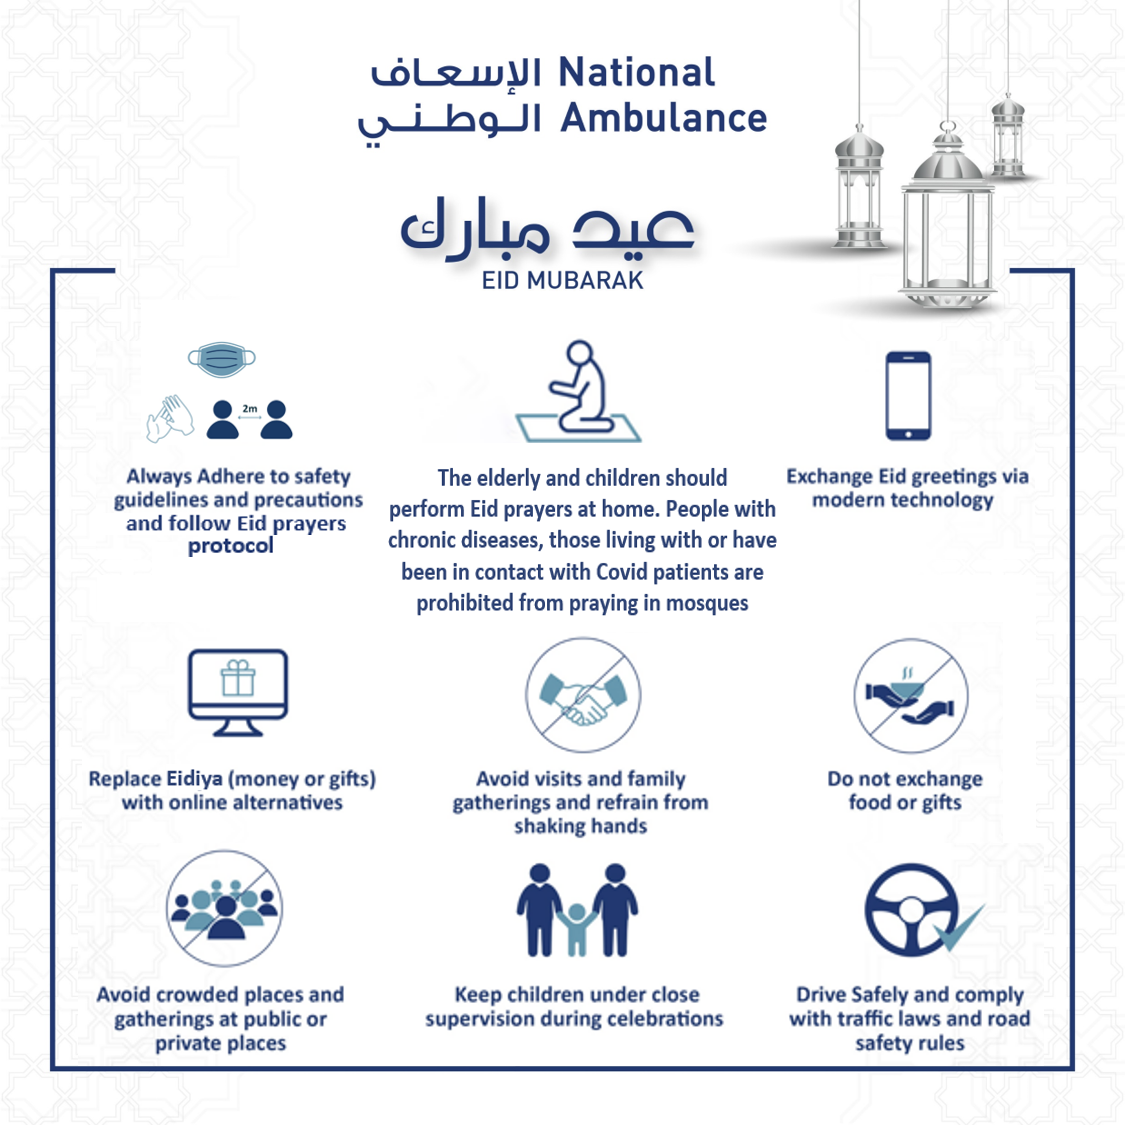 الإسعاف National
الوطني Ambulance
عيد مبارك
EID MUBARAK
2m
Always Adhere to safety
guidelines and precautions
and follow Eid prayers
protocol
The elderly and children should
perform Eid prayers at home. People with
chronic diseases, those living with or have
been in contact with Covid patients are
prohibited from praying in mosques
Exchange Eid greetings via
modern technology
Replace Eidiya (money or gifts)
with online alternatives
Avoid visits and family
gatherings and refrain from
shaking hands
Do not exchange
food or gifts
Avoid crowded places and
gatherings at public or
private places
Keep children under close
supervision during celebrations
Drive Safely and comply
with traffic laws and road
safety rules